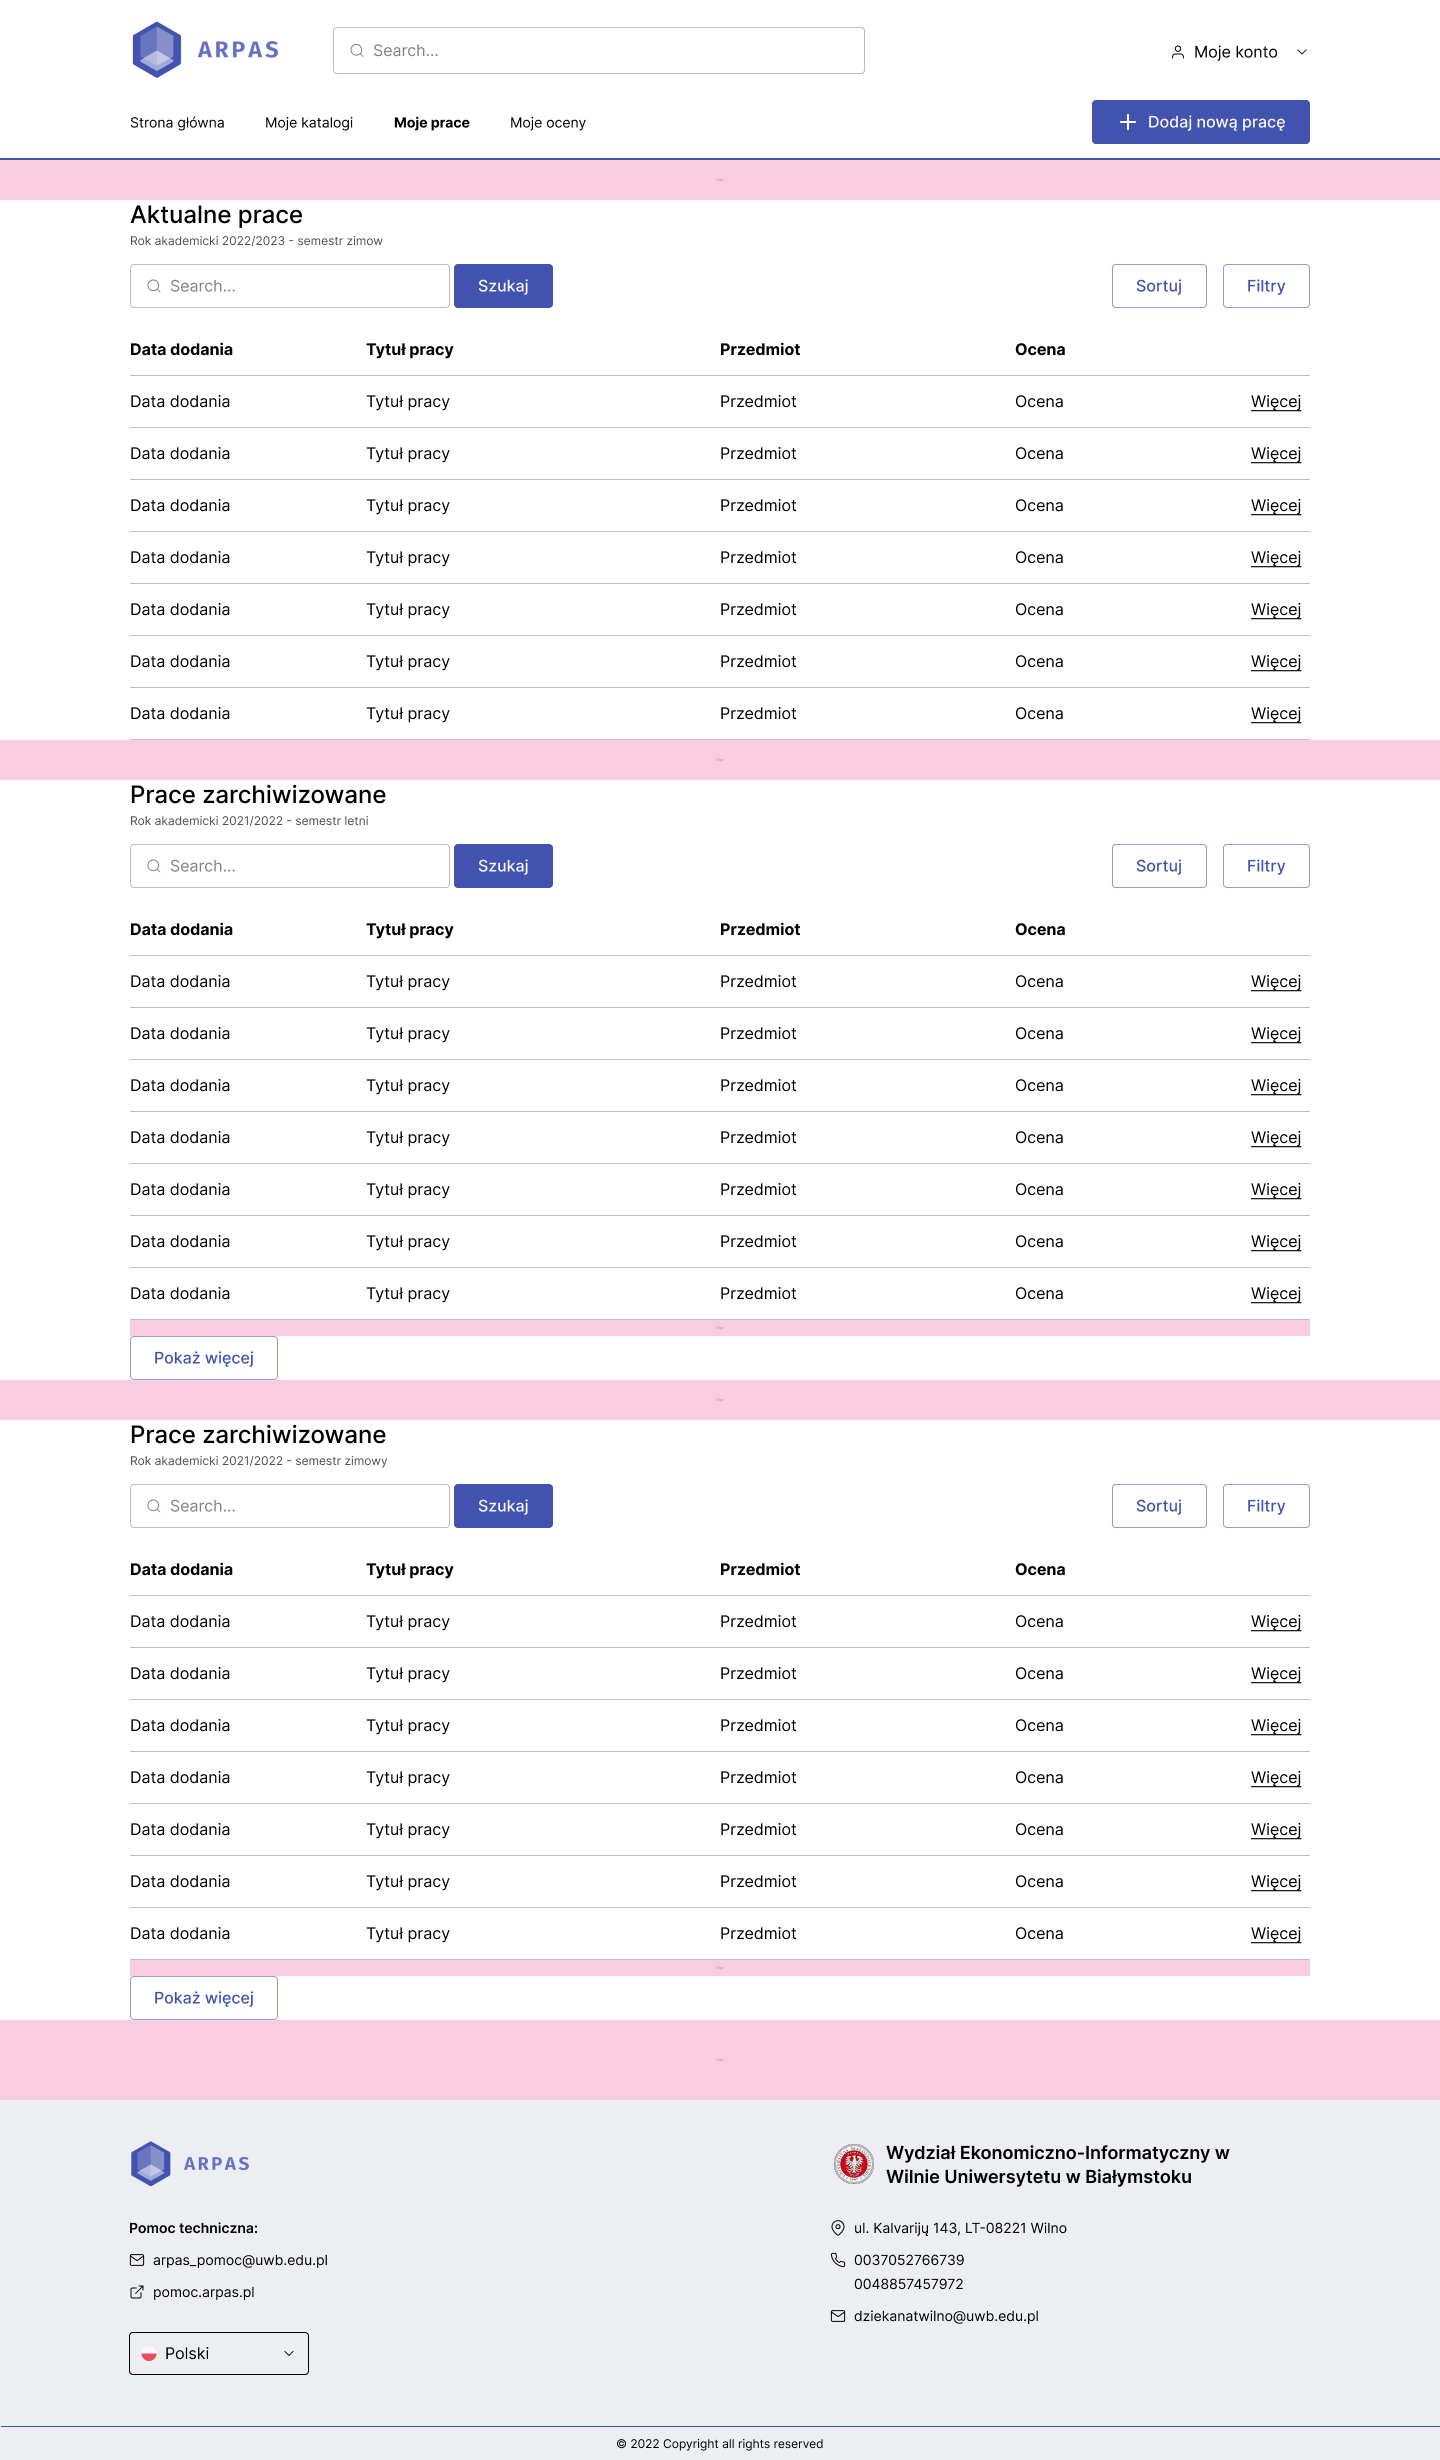 ARPAS
Search...
Moje konto
Strona główna Moje katalogi Moje prace Moje oceny
Dodaj nową pracę
Aktualne prace
Rok akademicki 2022/2023 - semestr zimow
Search... Szukaj Sortuj Filtry
Data dodania Tytuł pracy Przedmiot Ocena
Data dodania Tytuł pracy Przedmiot Ocena Więcej
Data dodania Tytuł pracy Przedmiot Ocena Więcej
Data dodania Tytuł pracy Przedmiot Ocena Więcej
Data dodania Tytuł pracy Przedmiot Ocena Więcej
Data dodania Tytuł pracy Przedmiot Ocena Więcej
Data dodania Tytuł pracy Przedmiot Ocena Więcej
Data dodania Tytuł pracy Przedmiot Ocena Więcej
Prace zarchiwizowane
Rok akademicki 2021/2022 - semestr letni
Search... Szukaj Sortuj Filtry
Data dodania Tytuł pracy Przedmiot Ocena
Data dodania Tytuł pracy Przedmiot Ocena Więcej
Data dodania Tytuł pracy Przedmiot Ocena Więcej
Data dodania Tytuł pracy Przedmiot Ocena Więcej
Data dodania Tytuł pracy Przedmiot Ocena Więcej
Data dodania Tytuł pracy Przedmiot Ocena Więcej
Data dodania Tytuł pracy Przedmiot Ocena Więcej
Data dodania Tytuł pracy Przedmiot Ocena Więcej
Pokaż więcej
Prace zarchiwizowane
Rok akademicki 2021/2022 - semestr zimowy
Search... Szukaj Sortuj Filtry
Data dodania Tytuł pracy Przedmiot Ocena
Data dodania Tytuł pracy Przedmiot Ocena Więcej
Data dodania Tytuł pracy Przedmiot Ocena Więcej
Data dodania Tytuł pracy Przedmiot Ocena Więcej
Data dodania Tytuł pracy Przedmiot Ocena Więcej
Data dodania Tytuł pracy Przedmiot Ocena Więcej
Data dodania Tytuł pracy Przedmiot Ocena Więcej
Data dodania Tytuł pracy Przedmiot Ocena Więcej
Pokaż więcej
ARPAS
Pomoc techniczna:
arpas_pomoc@uwb.edu.pl
pomoc.arpas.pl
Polski
Wydział Ekonomiczno-Informatyczny w
Wilnie Uniwersytetu w Białymstoku
ul. Kalvarijų 143, LT-08221 Wilno
0037052766739
0048857457972
dziekanatwilno@uwb.edu.pl
© 2022 Copyright all rights reserved